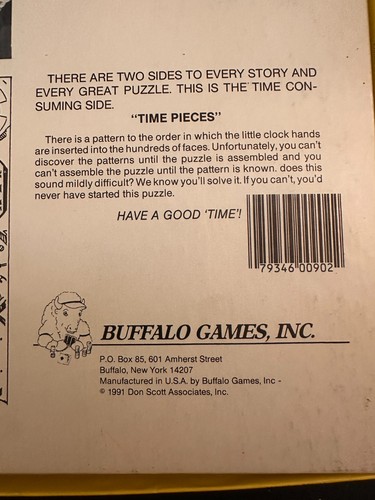 THERE ARE TWO SIDES TO EVERY STORY AND
EVERY GREAT PUZZLE. THIS IS THE TIME CON-
SUMING SIDE.
"TIME PIECES"
There is a pattern to the order in which the little clock hands
are inserted into the hundreds of faces. Unfortunately, you can't
discover the patterns until the puzzle is assembled and you
can't assemble the puzzle until the pattern is known. does this
sound mildly difficult? We know you'll solve it. If you can't, you'd
never have started this puzzle.
HAVE A GOOD 'TIME'!
79346 00902
BUFFALO GAMES, INC.
P.O. Box 85, 601 Amherst Street
Buffalo, New York 14207
Manufactured in U.S.A. by Buffalo Games, Inc -
© 1991 Don Scott Associates, Inc.